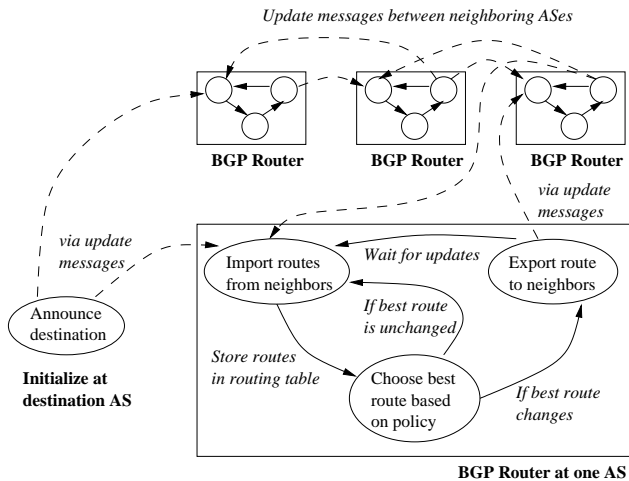 Update messages between neighboring ASes
BGP Router
BGP Router
BGP Router
via update
messages
via update
messages
Wait for updates
Import routes
from neighbors
Export route
to neighbors
Announce
destination
If best route
is unchanged
Initialize at
destination AS
Store routes
in routing table
Choose best
route based
on policy
If best route
changes
BGP Router at one AS